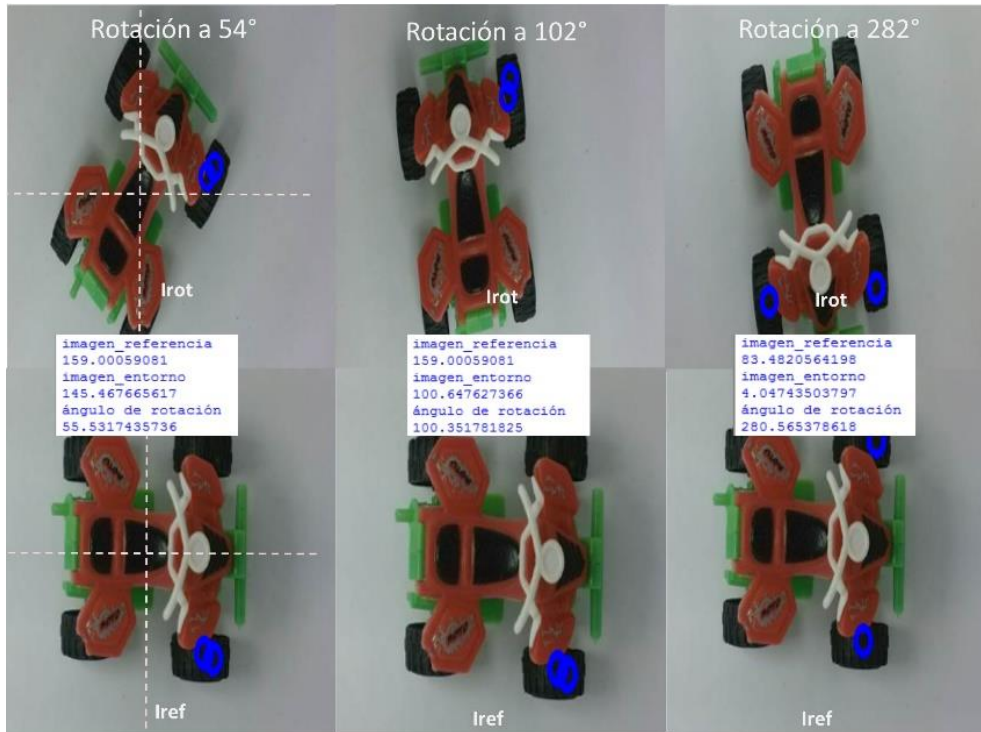 Rotación a 54°
Rotación a 102°
Rotación a 282°
Irot
Irot
Irot
imagen_referencia
159.00059081
imagen_entorno
145.467665617
ángulo de rotación
55.5317435736
imagen_referencia
159.00059081
imagen_entorno
100.647627366
ángulo de rotación
100.351781825
imagen_referencia
83.4820564198
imagen_entorno
4.04743503797
ángulo de rotación
280.565378618
Iref
Iref
Iref